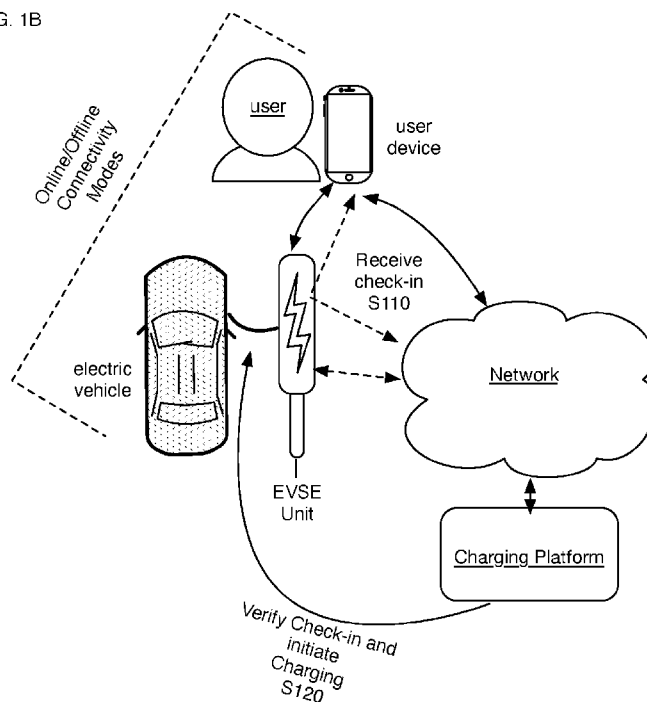 G. 1B
Online/Offline
Connectivity
Modes
user
user
device
Receive
check-in
S110
electric
vehicle
Network
EVSE
Unit
Charging Platform
Verify Check-in and
initiate
Charging
S120